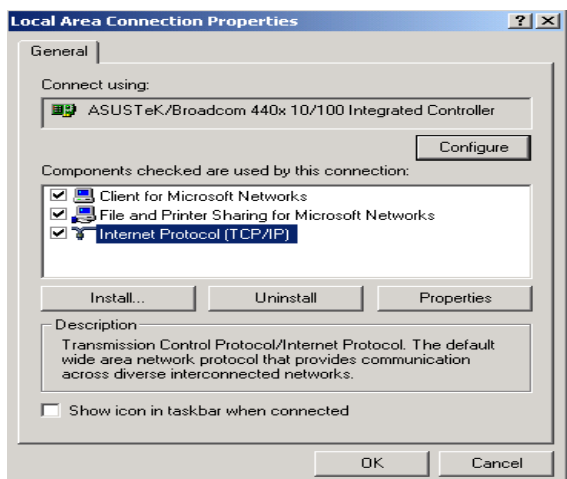 Local Area Connection Properties
General
Connect using:
ASUSTeK/Broadcom 440x 10/100 Integrated Controller
Configure
Components checked are used by this connection:
Client for Microsoft Networks
File and Printer Sharing for Microsoft Networks
Internet Protocol (TCP/IP)
Install... Uninstall Properties
Description
Transmission Control Protocol/Internet Protocol. The default
wide area network protocol that provides communication
across diverse interconnected networks.
Show icon in taskbar when connected
OK Cancel